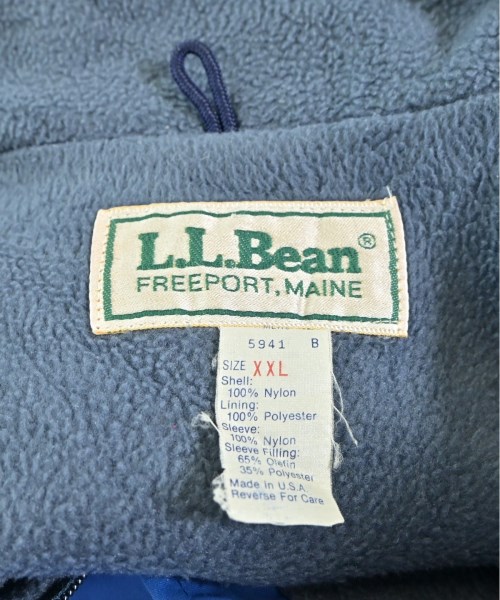 L.L.Bean®
FREEPORT, MAINE
5941 B
SIZE XXL
Shell:
100% Nylon
Lining:
100% Polyester
Sleeve:
100% Nylon
Sleeve Filling:
65% Olefin
35% Polyester
Made in U.S.A.
Reverse For Care